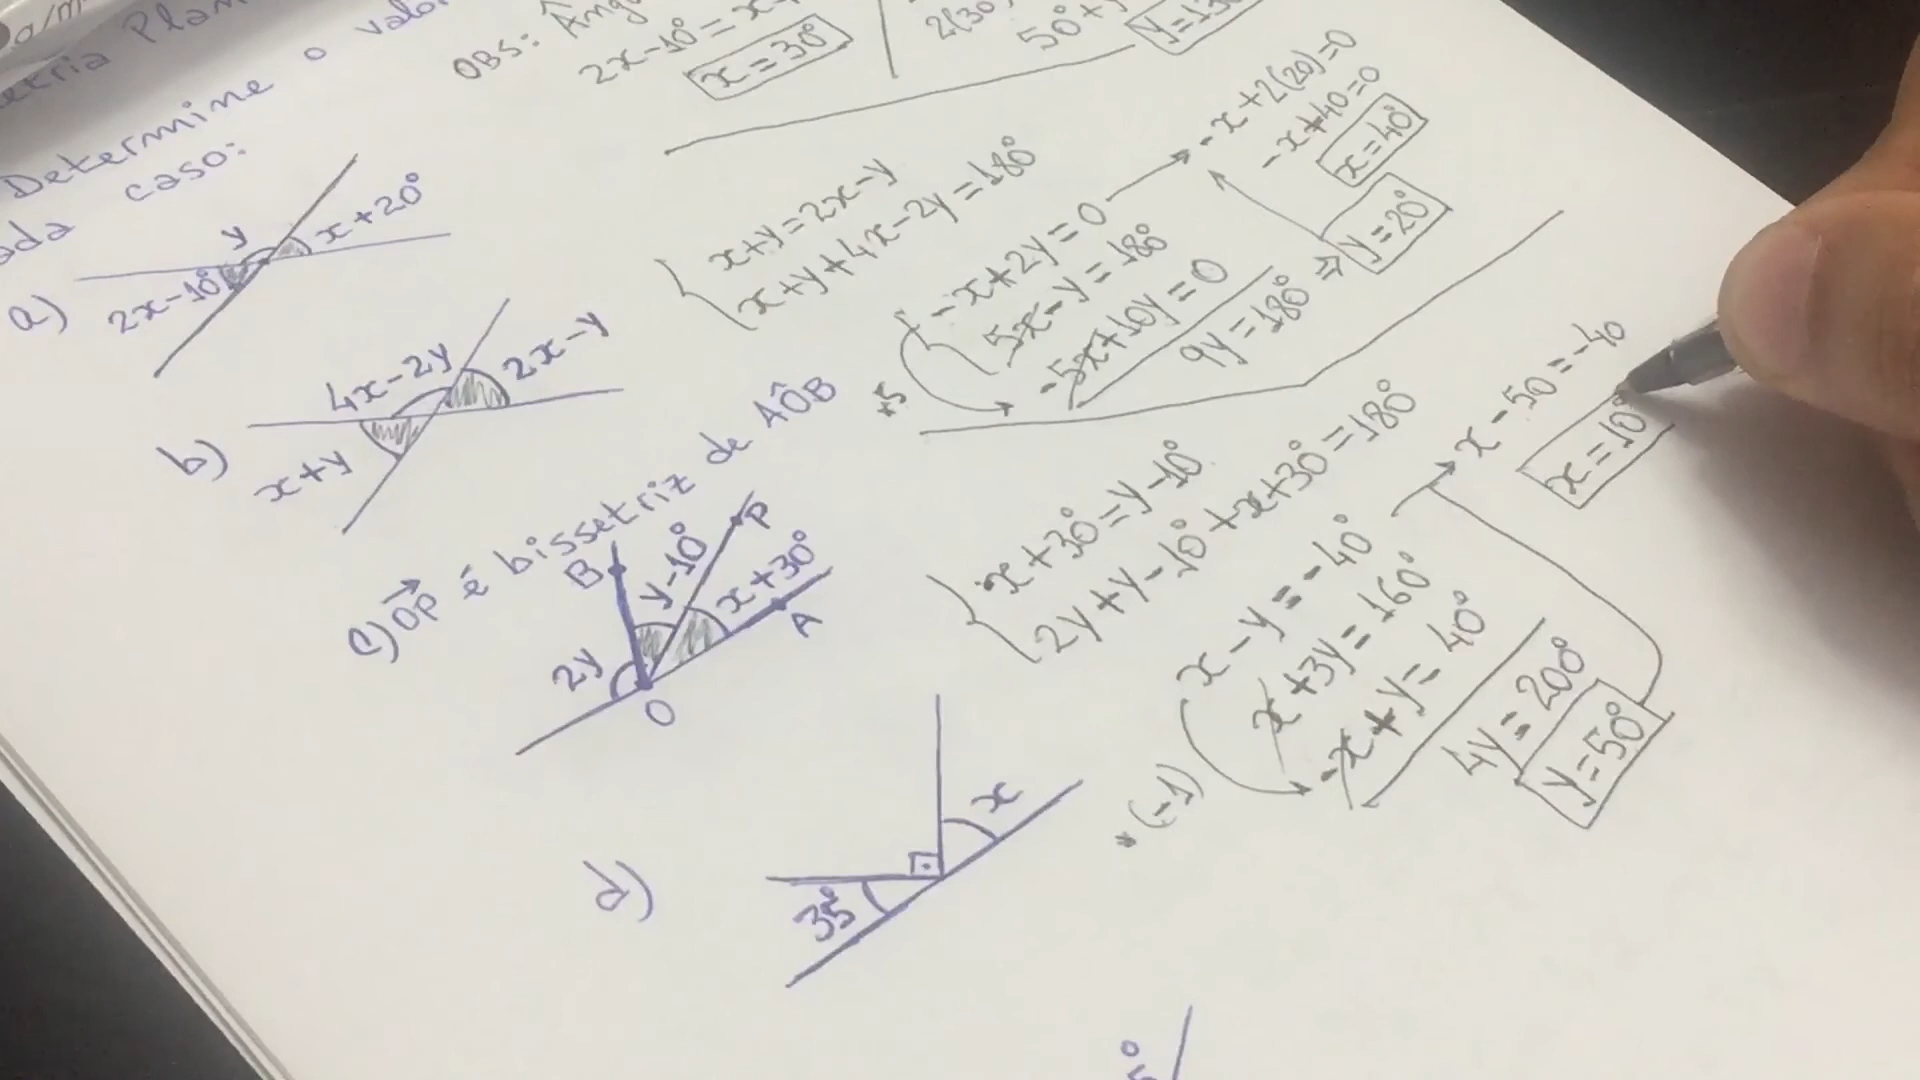 Determine o valor
caso:
OBS:
2x-10°=
x=30°
2(30
50°+
a)
y
x+20°
2x-10°
b)
4x-2y
2x-y
x+y
x+y=2x-y
x+y+4x-2y=180°
-x+2y=0
5x-y=180°
-5x+10y=0
9y=180° ⇒ y=20°
-x+2(20)=0
-x+40=0
x=40°
c) OP é bissetriz de AÔB
B
y-10°
P
x+30°
A
2y
O
x+30°=y-10°
2y+y-10°+x+30°=180°
x-y=-40°
x+3y=160°
*(-1)
-x+y=40°
4y=200°
y=50°
x-50=-40
x=10°
d)
x
35°